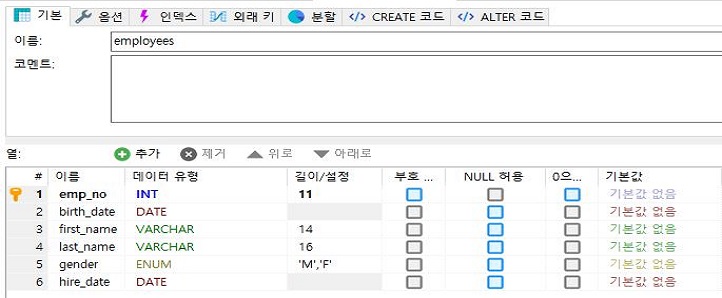 기본 옵션 인덱스 외래 키 분할 </> CREATE 코드 </> ALTER 코드
이름: employees
코멘트:
열: 추가 제거 위로 아래로
# 이름 데이터 유형 길이/설정 부호 ... NULL 허용 0으... 기본값
1 emp_no INT 11 기본값 없음
2 birth_date DATE 기본값 없음
3 first_name VARCHAR 14 기본값 없음
4 last_name VARCHAR 16 기본값 없음
5 gender ENUM 'M','F' 기본값 없음
6 hire_date DATE 기본값 없음